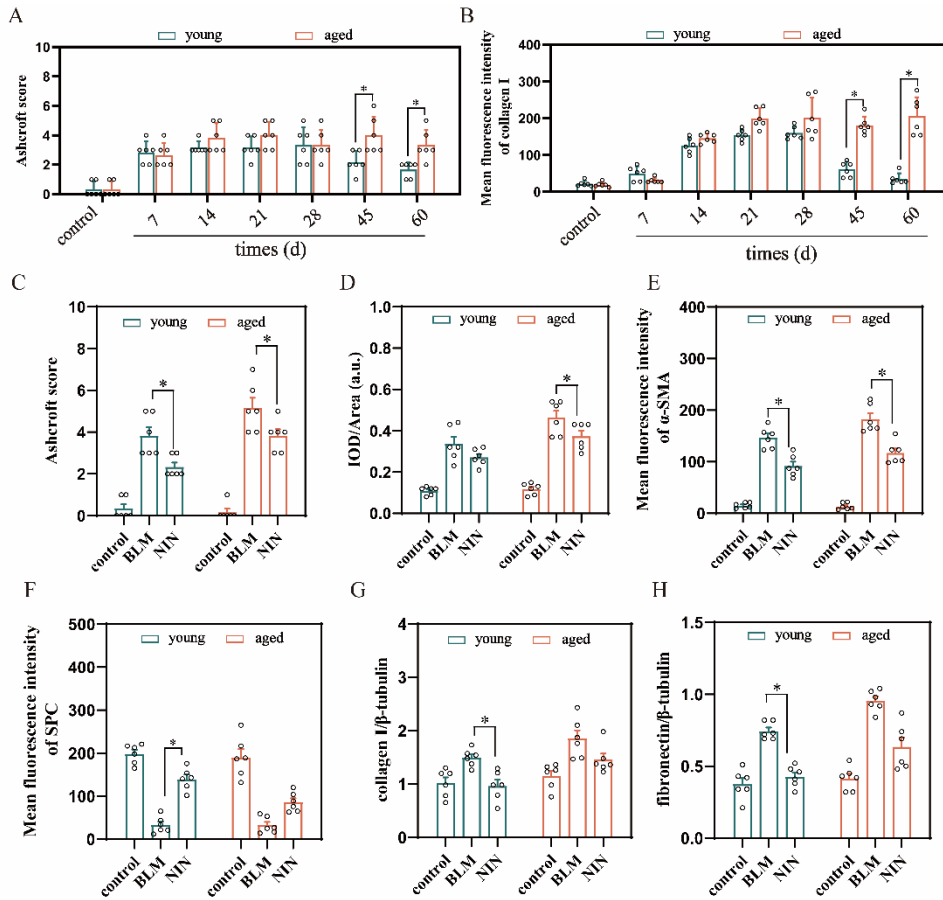 A
young aged
Ashcroft score
10
8
6
4
2
0
* *
control 7 14 21 28 45 60
times (d)
B
young aged
Mean fluorescence intensity
of collagen I
400
300
200
100
0
* *
control 7 14 21 28 45 60
times (d)
C
young aged
Ashcroft score
10
8
6
4
2
0
* *
control BLM NIN control BLM NIN
D
young aged
IOD/Area (a.u.)
1.0
0.8
0.6
0.4
0.2
0.0
*
control BLM NIN control BLM NIN
E
young aged
Mean fluorescence intensity
of α-SMA
400
300
200
100
0
* *
control BLM NIN control BLM NIN
F
young aged
Mean fluorescence intensity
of SPC
500
400
300
200
100
0
*
control BLM NIN control BLM NIN
G
young aged
collagen I/β-tubulin
4
3
2
1
0
*
control BLM NIN control BLM NIN
H
young aged
fibronectin/β-tubulin
1.5
1.0
0.5
0.0
*
control BLM NIN control BLM NIN